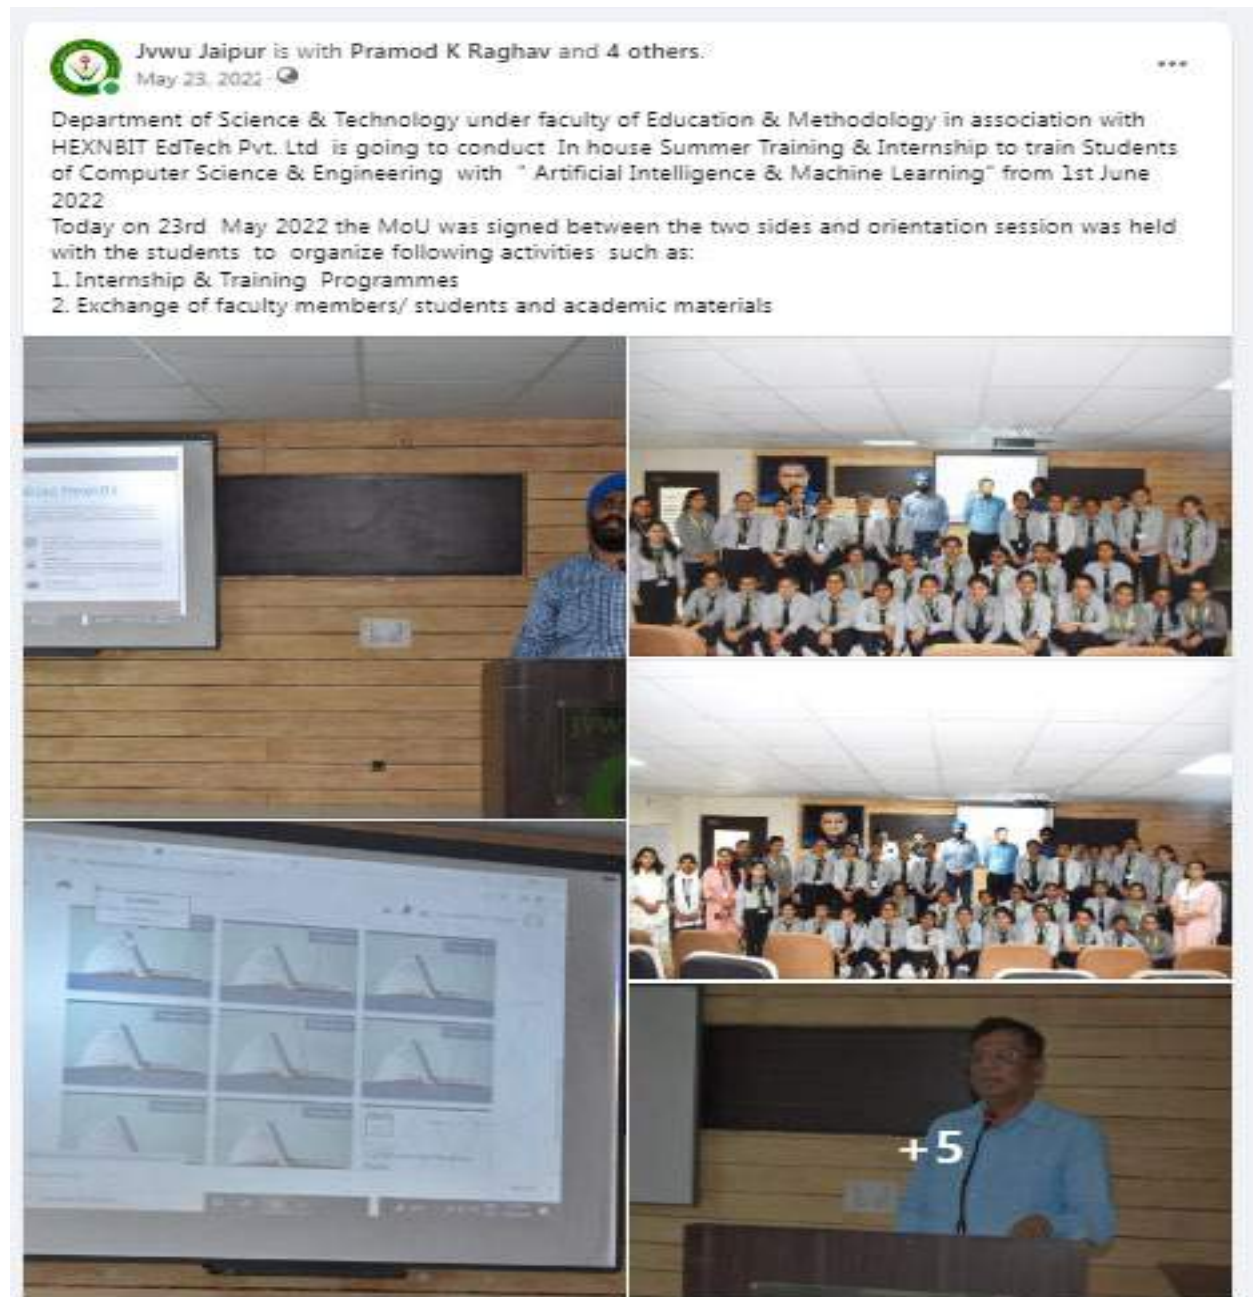 Jvwu Jaipur is with Pramod K Raghav and 4 others.
May 23, 2022
Department of Science & Technology under faculty of Education & Methodology in association with
HEXNBIT EdTech Pvt. Ltd is going to conduct In house Summer Training & Internship to train Students
of Computer Science & Engineering with " Artificial Intelligence & Machine Learning" from 1st June
2022
Today on 23rd May 2022 the MoU was signed between the two sides and orientation session was held
with the students to organize following activities such as:
1. Internship & Training Programmes
2. Exchange of faculty members/ students and academic materials
+5